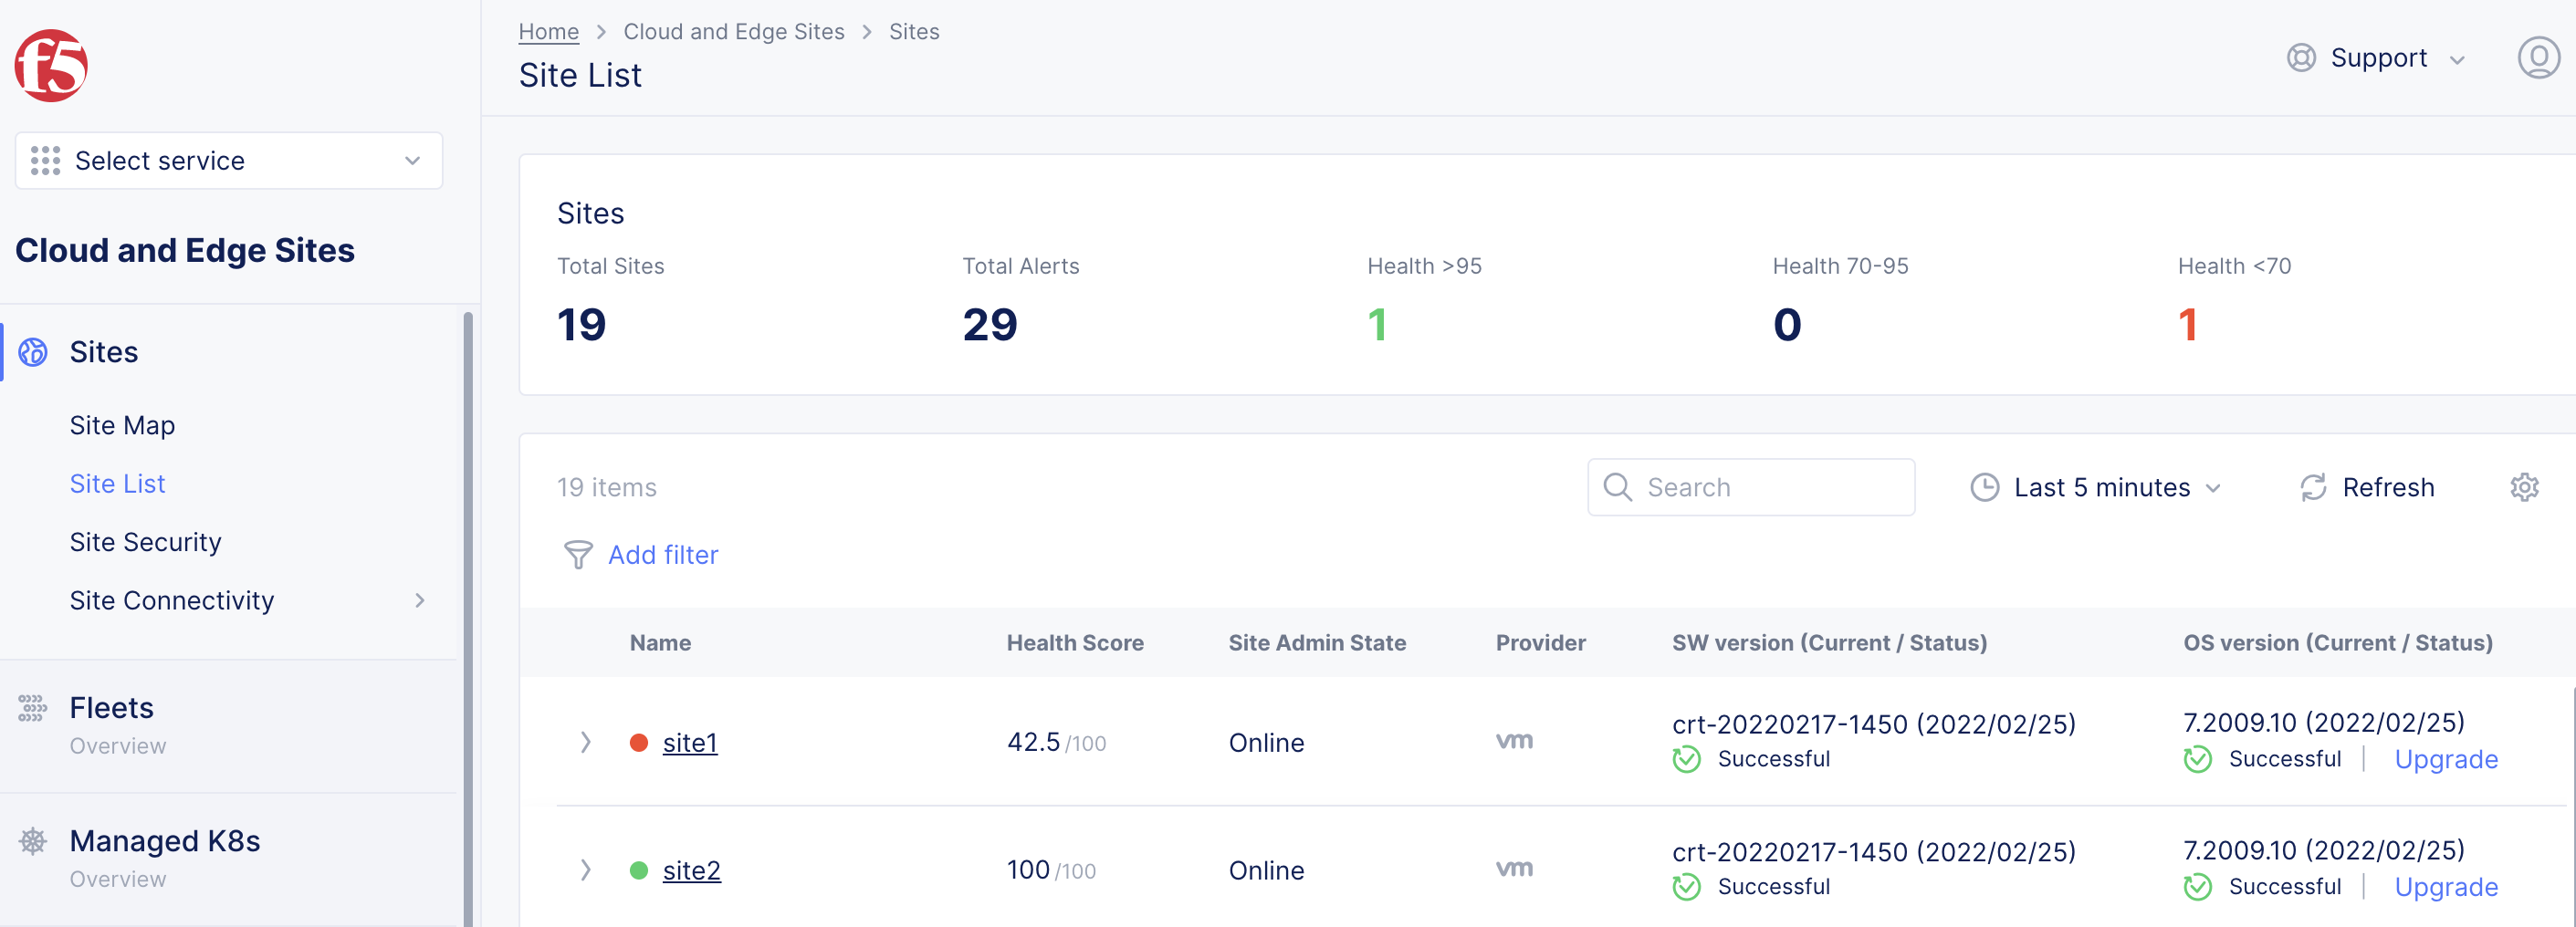 f5
Select service
Cloud and Edge Sites
Sites
Site Map
Site List
Site Security
Site Connectivity
Fleets
Overview
Managed K8s
Overview
Home > Cloud and Edge Sites > Sites
Site List
Support
Sites
Total Sites Total Alerts Health >95 Health 70-95 Health <70
19 29 1 0 1
19 items Search Last 5 minutes Refresh
Add filter
Name Health Score Site Admin State Provider SW version (Current / Status) OS version (Current / Status)
site1 42.5 /100 Online vm crt-20220217-1450 (2022/02/25) 7.2009.10 (2022/02/25)
Successful Successful | Upgrade
site2 100 /100 Online vm crt-20220217-1450 (2022/02/25) 7.2009.10 (2022/02/25)
Successful Successful | Upgrade